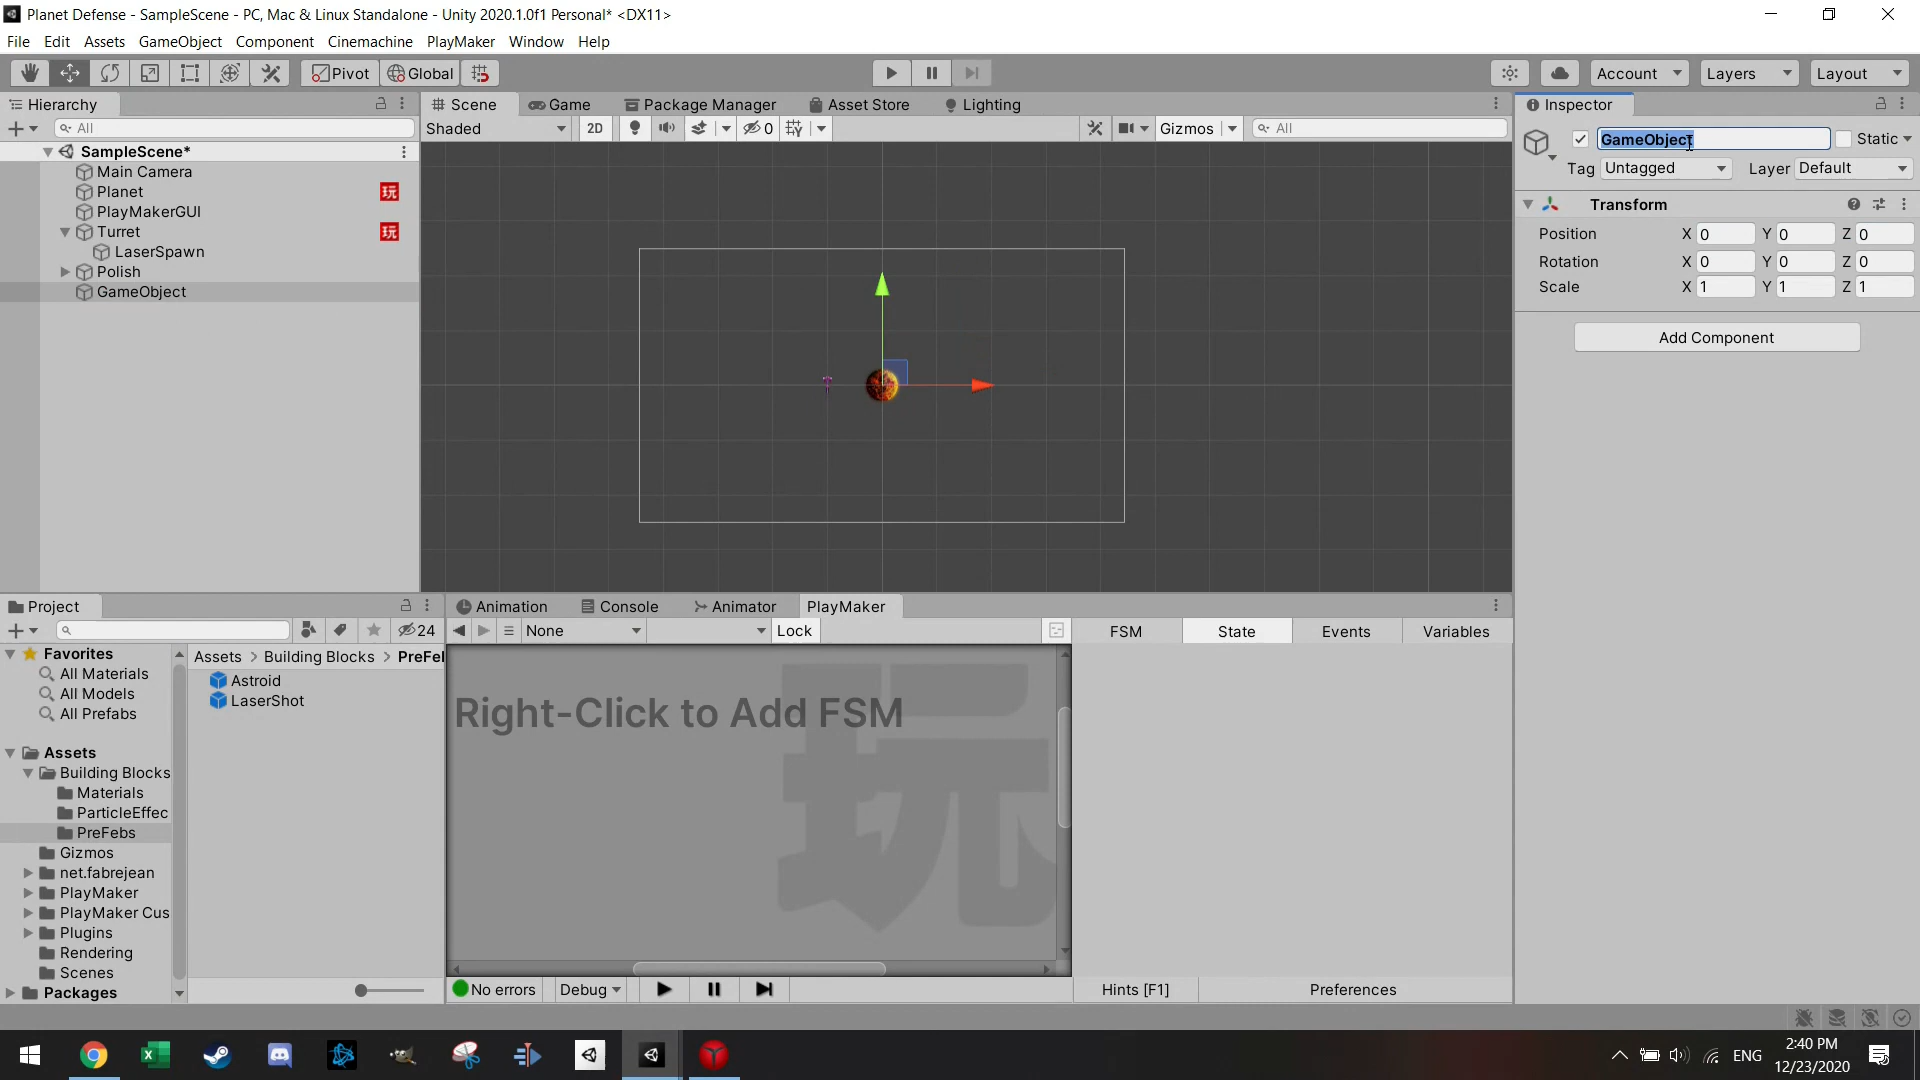 Planet Defense - SampleScene - PC, Mac & Linux Standalone - Unity 2020.1.0f1 Personal* <DX11>
File Edit Assets GameObject Component Cinemachine PlayMaker Window Help
Pivot Global Account Layers Layout
Hierarchy
All
SampleScene*
Main Camera
Planet 玩
PlayMakerGUI
Turret 玩
LaserSpawn
Polish
GameObject
Scene Game Package Manager Asset Store Lighting
Shaded 2D 0 Gizmos All
Inspector
GameObject Static
Tag Untagged Layer Default
Transform
Position X 0 Y 0 Z 0
Rotation X 0 Y 0 Z 0
Scale X 1 Y 1 Z 1
Add Component
Project
24
Favorites
All Materials
All Models
All Prefabs
Assets
Building Blocks
Materials
ParticleEffec
PreFebs
Gizmos
net.fabrejean
PlayMaker
PlayMaker Cus
Plugins
Rendering
Scenes
Packages
Assets > Building Blocks > PreFel
Astroid
LaserShot
Animation Console Animator PlayMaker
None Lock FSM State Events Variables
Right-Click to Add FSM
玩
No errors Debug Hints [F1] Preferences
ENG 2:40 PM
12/23/2020